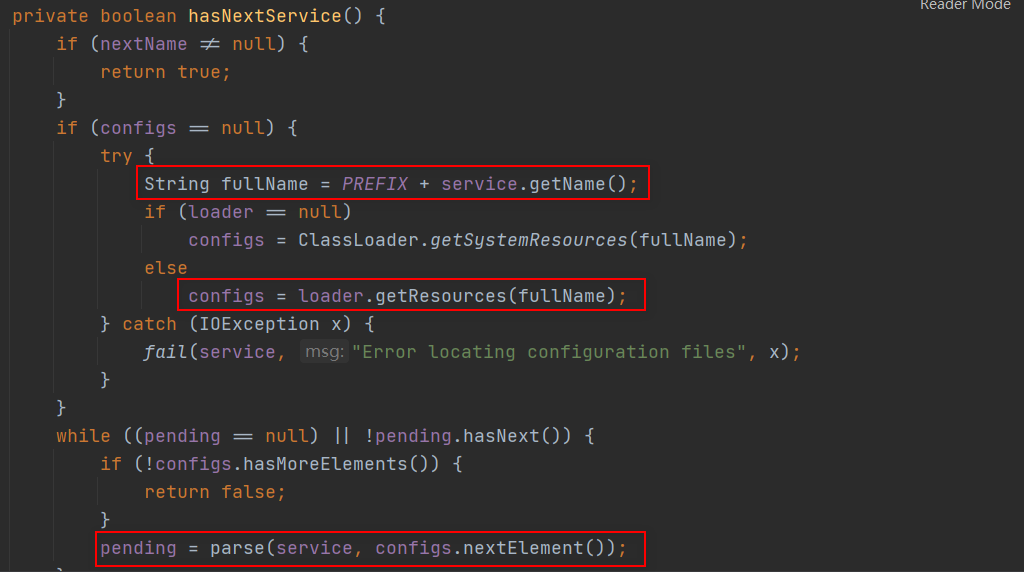 Reader Mode
private boolean hasNextService() {
    if (nextName != null) {
        return true;
    }
    if (configs == null) {
        try {
            String fullName = PREFIX + service.getName();
            if (loader == null)
                configs = ClassLoader.getSystemResources(fullName);
            else
                configs = loader.getResources(fullName);
        } catch (IOException x) {
            fail(service, msg: "Error locating configuration files", x);
        }
    }
    while ((pending == null) || !pending.hasNext()) {
        if (!configs.hasMoreElements()) {
            return false;
        }
        pending = parse(service, configs.nextElement());